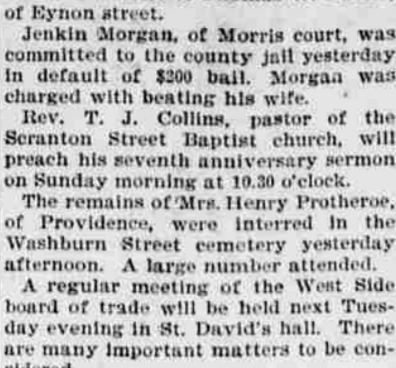 of Eynon street.
Jenkin Morgan, of Morris court, was
committed to the county jail yesterday
in default of $200 bail. Morgan was
charged with beating his wife.
Rev. T. J. Collins, pastor of the
Scranton Street Baptist church, will
preach his seventh anniversary sermon
on Sunday morning at 10.30 o'clock.
The remains of Mrs. Henry Protheroe,
of Providence, were interred in the
Washburn Street cemetery yesterday
afternoon. A large number attended.
A regular meeting of the West Side
board of trade will be held next Tues-
day evening in St. David's hall. There
are many important matters to be con-